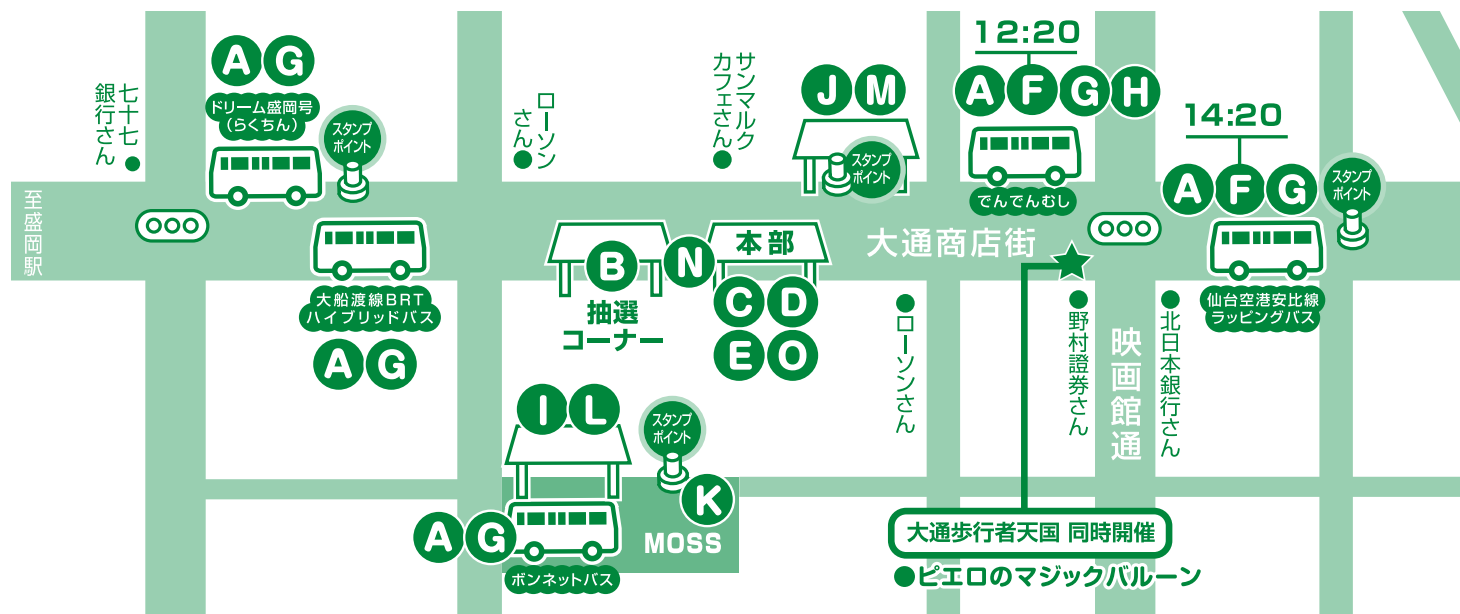 至盛岡駅
七十七
銀行さん
A G
ドリーム盛岡号
(らくちん)
スタンプ
ポイント
大船渡線BRT
ハイブリッドバス
A G
ローソン
さん
サンマルク
カフェさん
B
抽選
コーナー
N
本部
C D
E O
J M
スタンプ
ポイント
12:20
A F G H
でんでんむし
大通商店街
14:20
A F G
スタンプ
ポイント
仙台空港安比線
ラッピングバス
ローソンさん
野村證券さん
映画館通
北日本銀行さん
I L
スタンプ
ポイント
K
MOSS
A G
ボンネットバス
大通歩行者天国 同時開催
●ピエロのマジックバルーン